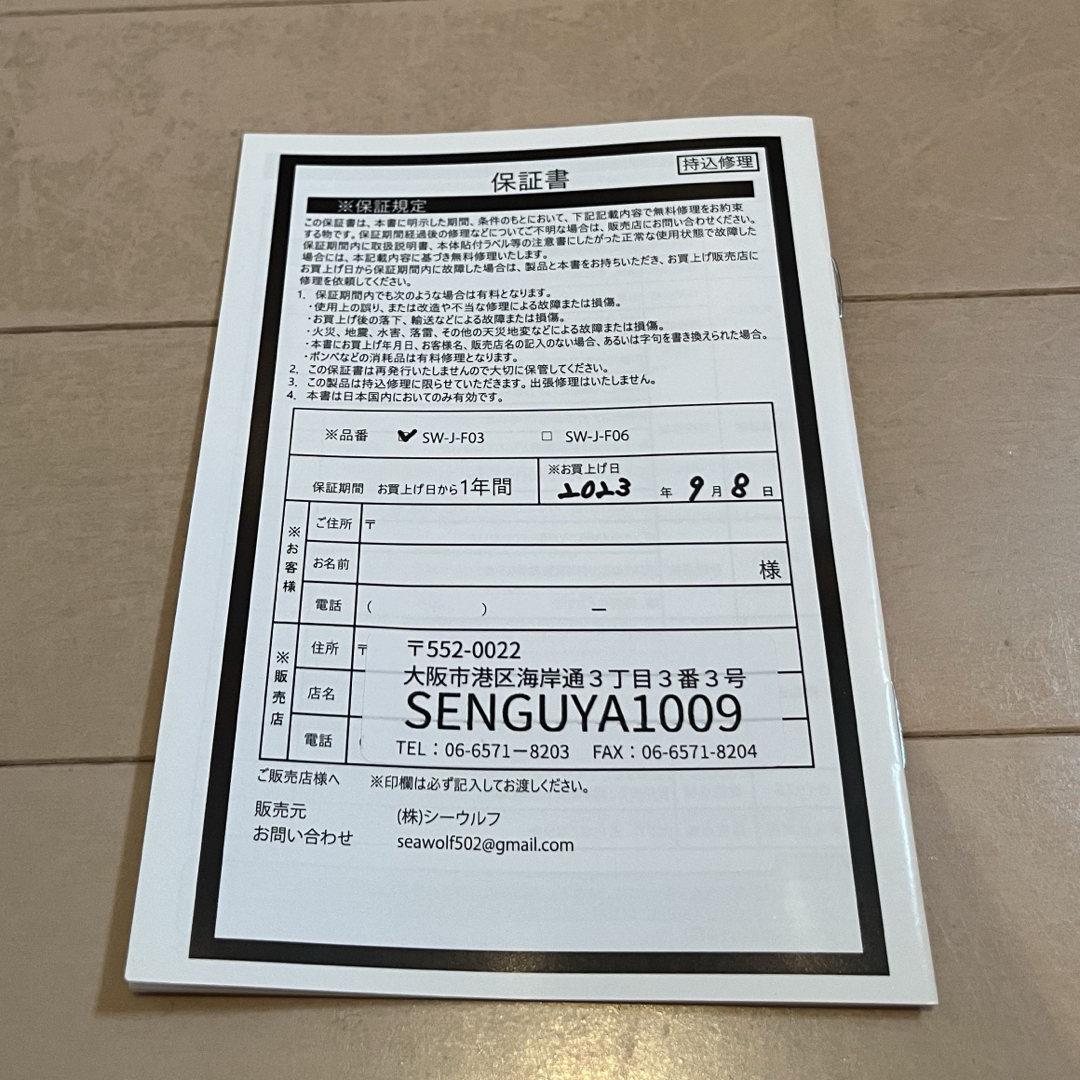 保証書
持込修理
※保証規定
この保証書は、本書に明示した期間、条件のもとにおいて、下記記載内容で無料修理をお約束
する物です。保証期間経過後の修理などについてご不明な場合は、販売店にお問い合わせください。
保証期間内に取扱説明書、本体貼付ラベル等の注意書にしたがった正常な使用状態で故障した
場合には、本記載内容に基づき無料修理いたします。
お買上げ日から保証期間内に故障した場合は、製品と本書をお持ちいただき、お買上げ販売店に
修理を依頼してください。
1. 保証期間内でも次のような場合は有料となります。
・使用上の誤り、または改造や不当な修理による故障または損傷。
・お買上げ後の落下、輸送などによる故障または損傷。
・火災、地震、水害、落雷、その他の天災地変などによる故障または損傷。
・本書にお買上げ年月日、お客様名、販売店名の記入のない場合、あるいは字句を書き換えられた場合。
・ポンペなどの消耗品は有料修理となります。
2. この保証書は再発行いたしませんので大切に保管してください。
3. この製品は持込修理に限らせていただきます。出張修理はいたしません。
4. 本書は日本国内においてのみ有効です。
※品番 SW-J-F03 □ SW-J-F06
保証期間 お買上げ日から1年間
※お買上げ日
2023 年 9 月 8 日
※お客様
ご住所 〒
お名前 様
電話 ( ) ー
※販売店
住所 〒
店名
電話 (
〒552-0022
大阪市港区海岸通3丁目3番3号
SENGUYA1009
TEL：06-6571ー8203 FAX：06-6571-8204
ご販売店様へ ※印欄は必ず記入してお渡しください。
販売元 (株)シーウルフ
お問い合わせ seawolf502@gmail.com